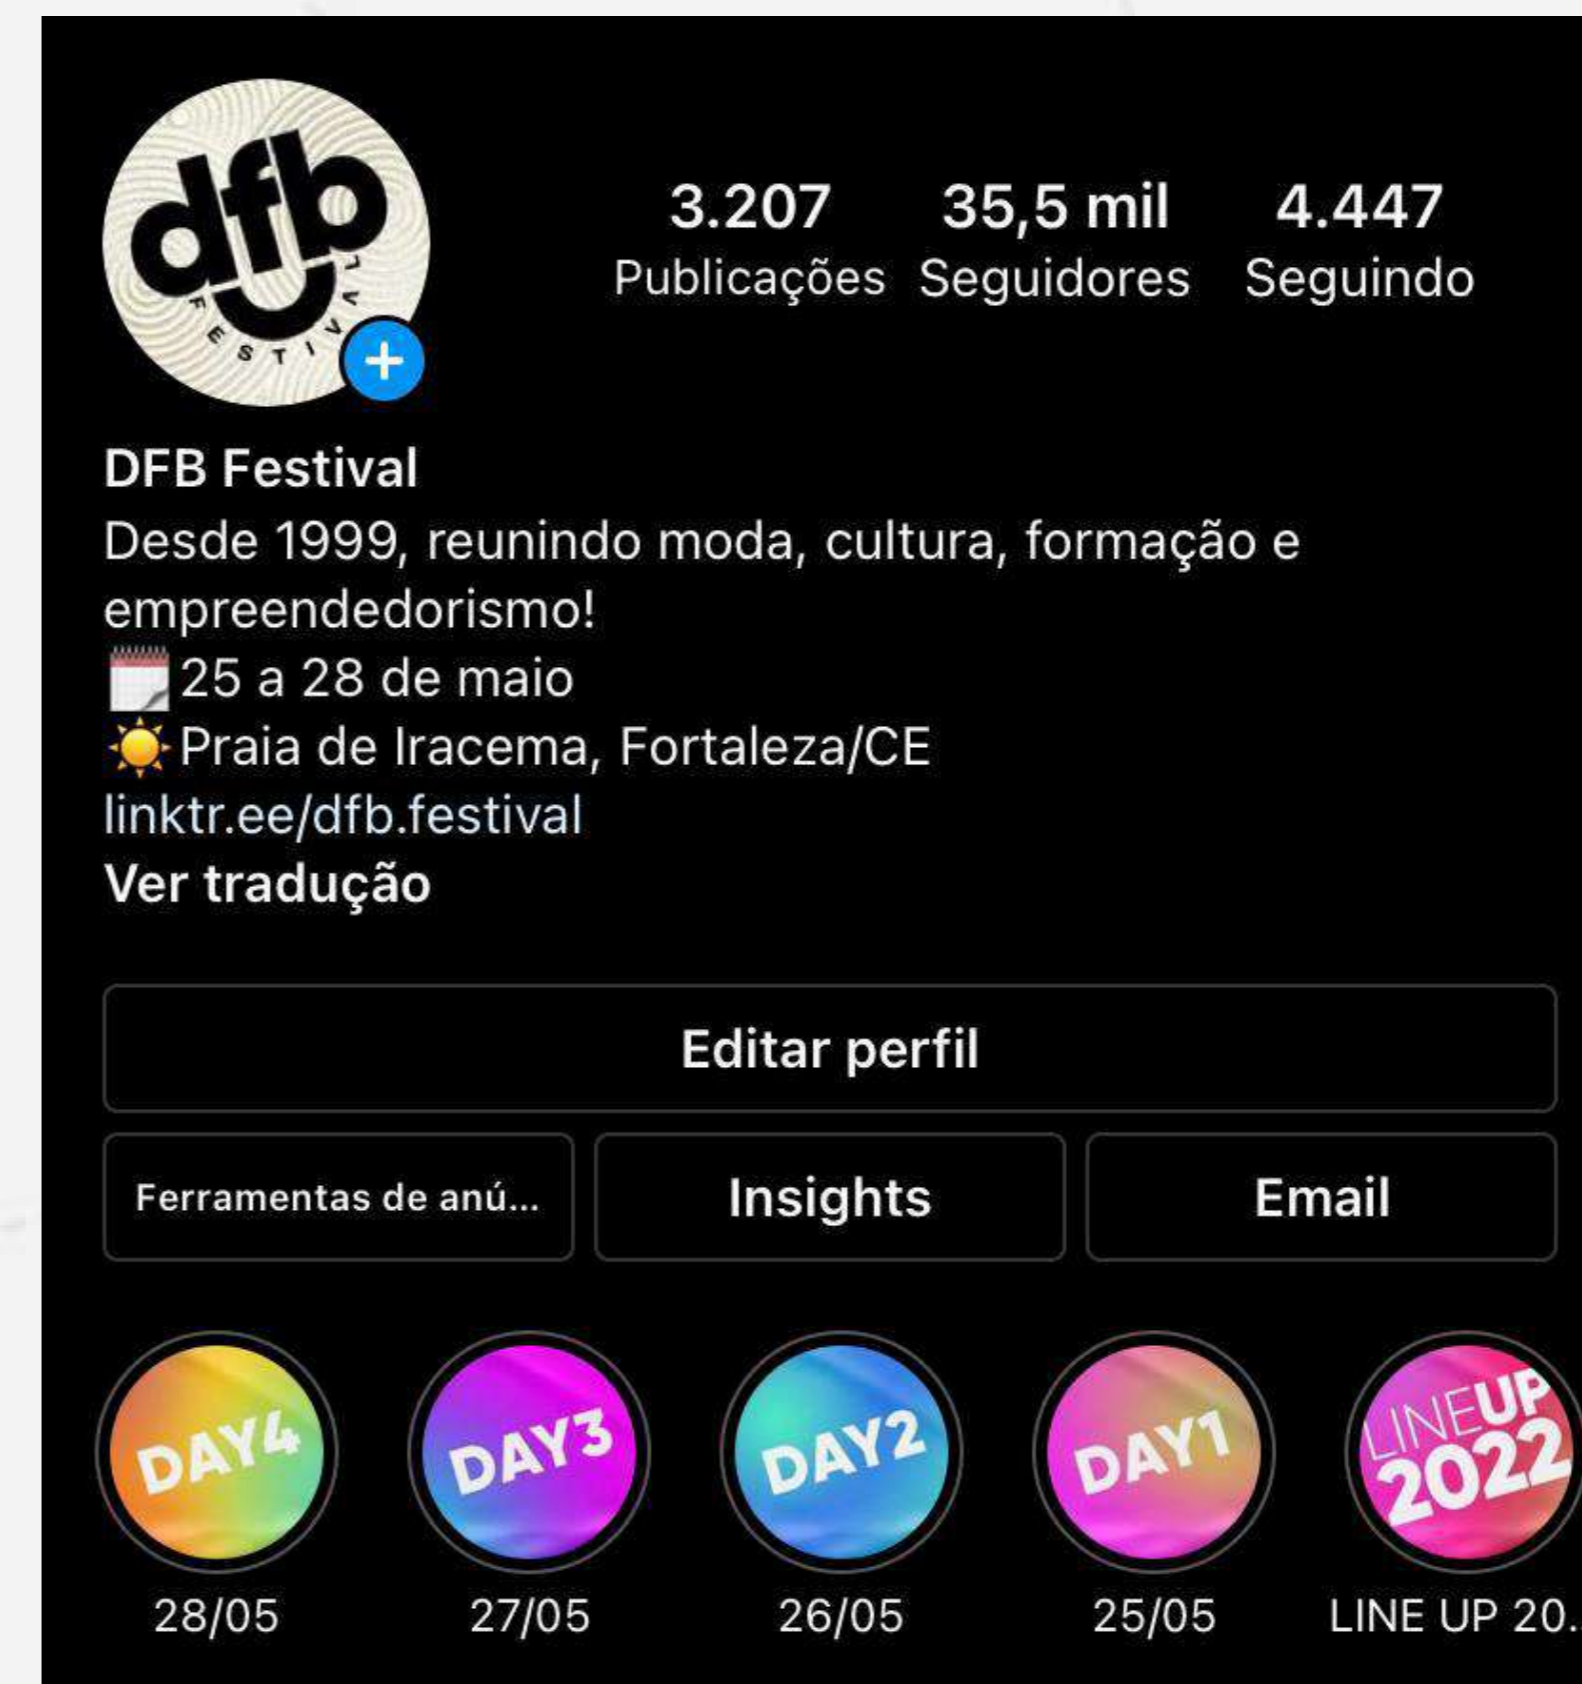 dfb
FESTIVAL
3.207 35,5 mil 4.447
Publicações Seguidores Seguindo
DFB Festival
Desde 1999, reunindo moda, cultura, formação e
empreendedorismo!
25 a 28 de maio
Praia de Iracema, Fortaleza/CE
linktr.ee/dfb.festival
Ver tradução
Editar perfil
Ferramentas de anú... Insights Email
DAY4 DAY3 DAY2 DAY1 LINEUP
2022
28/05 27/05 26/05 25/05 LINE UP 20..